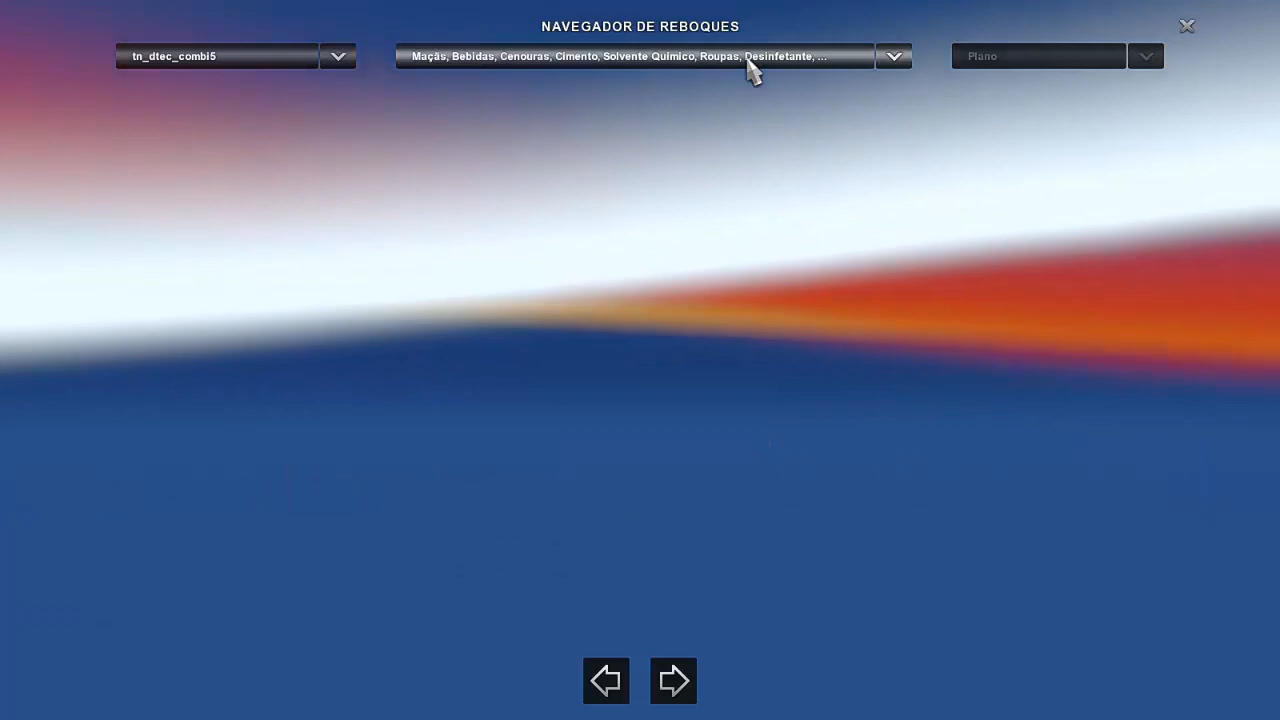 NAVEGADOR DE REBOQUES
tn_dtec_combi5
Maçãs, Bebidas, Cenouras, Cimento, Solvente Químico, Roupas, Desinfetante, ...
Plano